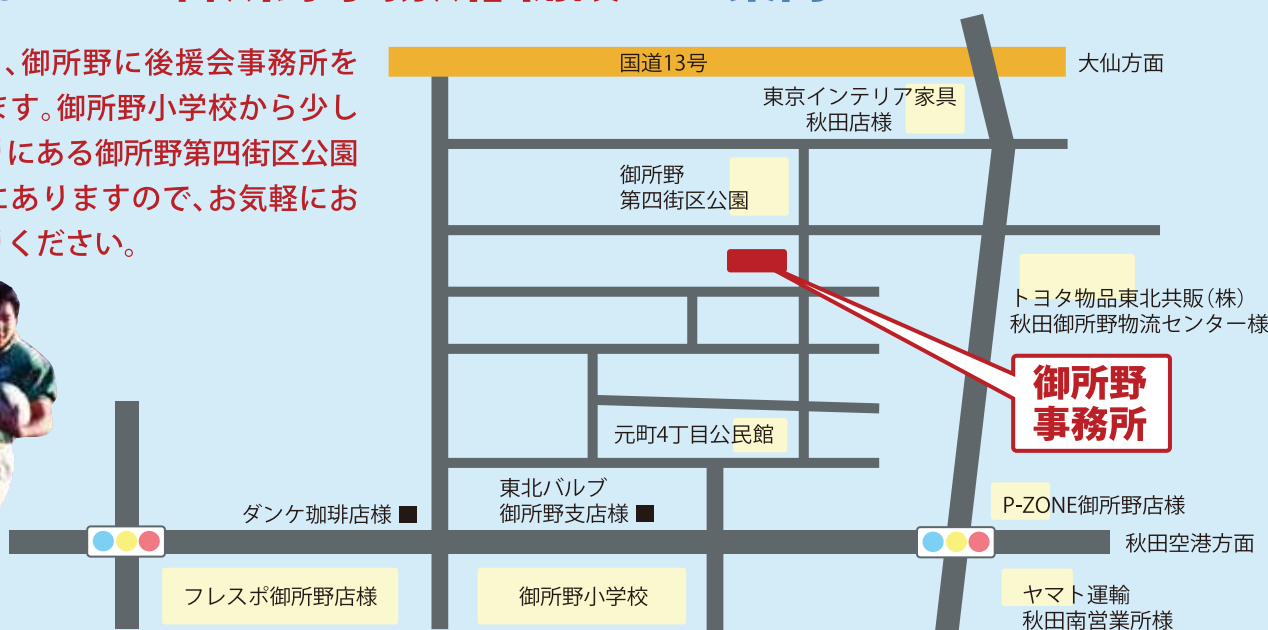 、御所野に後援会事務所を
ます。御所野小学校から少し
にある御所野第四街区公園
にありますので、お気軽にお
ください。
国道13号
大仙方面
東京インテリア家具
秋田店様
御所野
第四街区公園
トヨタ物品東北共販(株)
秋田御所野物流センター様
御所野
事務所
元町4丁目公民館
東北バルブ
御所野支店様 ■
ダンケ珈琲店様 ■
P-ZONE御所野店様
秋田空港方面
フレスポ御所野店様
御所野小学校
ヤマト運輸
秋田南営業所様